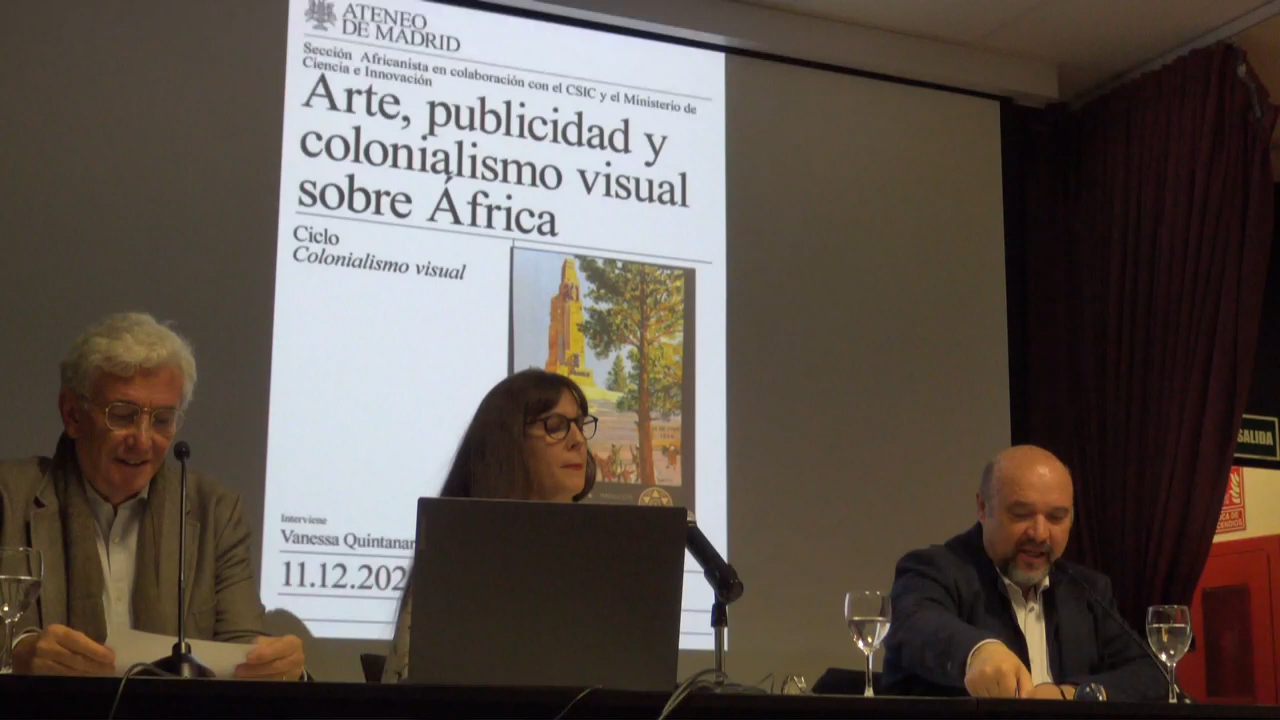 ATENEO
DE MADRID
Sección Africanista en colaboración con el CSIC y el Ministerio de
Ciencia e Innovación
Arte, publicidad y
colonialismo visual
sobre África
Ciclo
Colonialismo visual
Interviene
Vanessa Quintanar
11.12.202
SALIDA